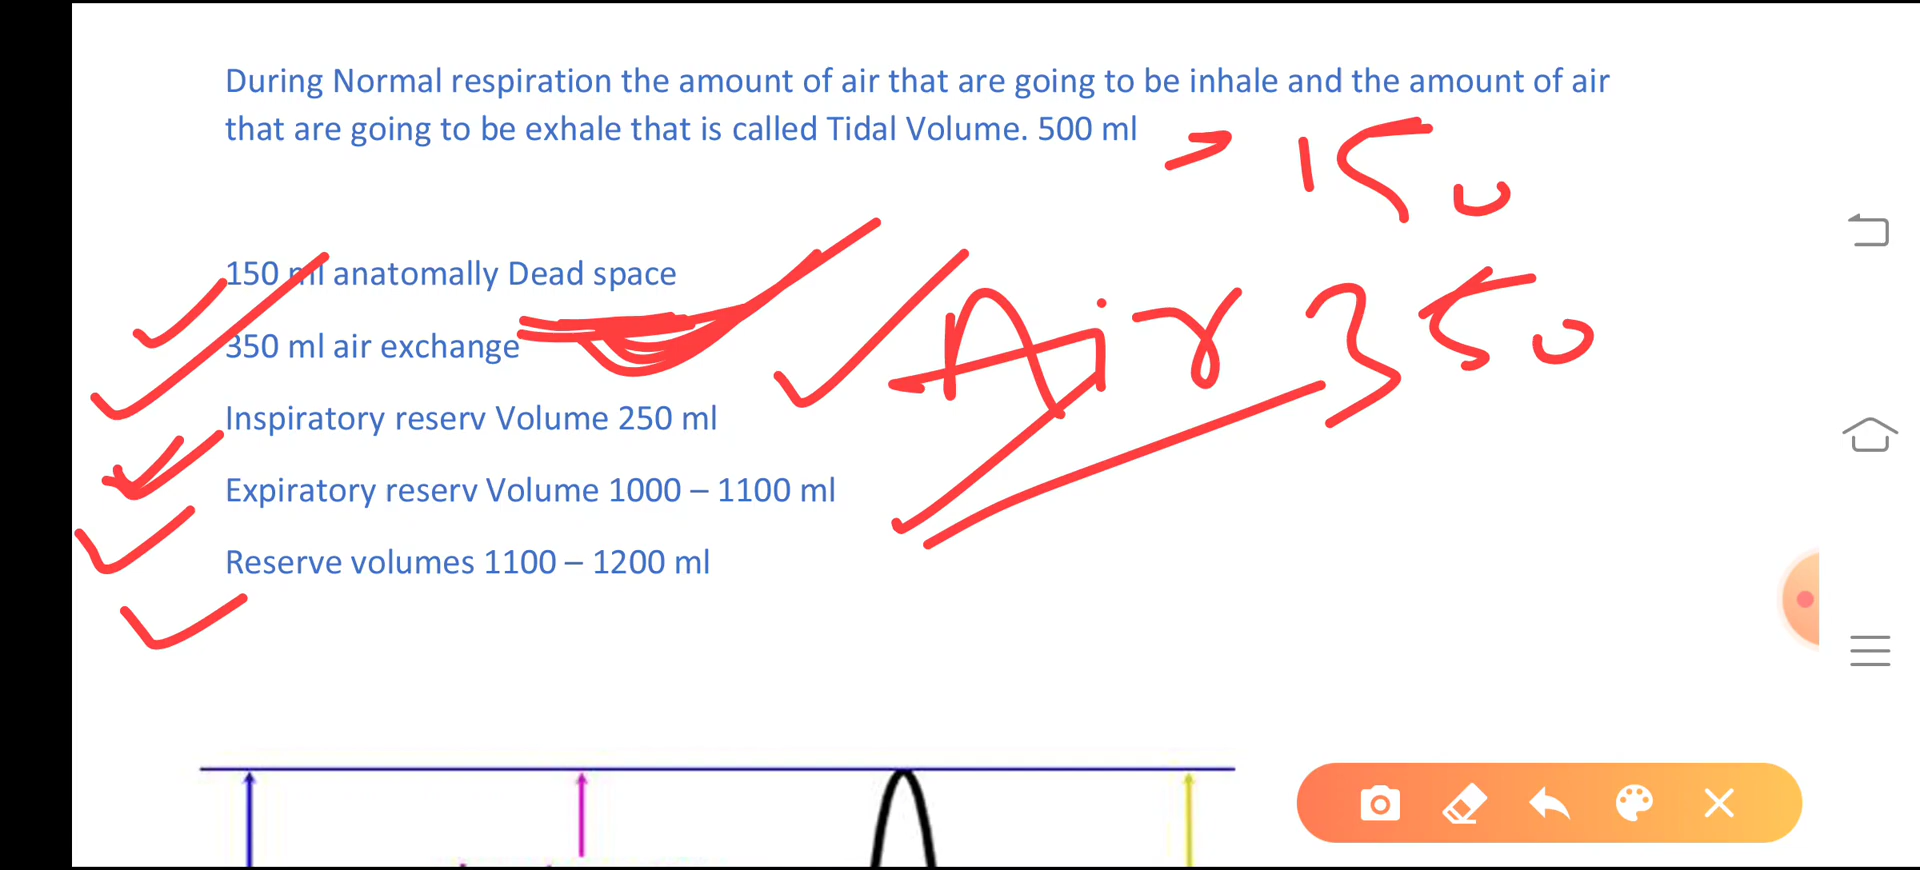 During Normal respiration the amount of air that are going to be inhale and the amount of air
that are going to be exhale that is called Tidal Volume. 500 ml
150
150 ml anatomally Dead space
350 ml air exchange
Air 350
Inspiratory reserv Volume 250 ml
Expiratory reserv Volume 1000 – 1100 ml
Reserve volumes 1100 – 1200 ml